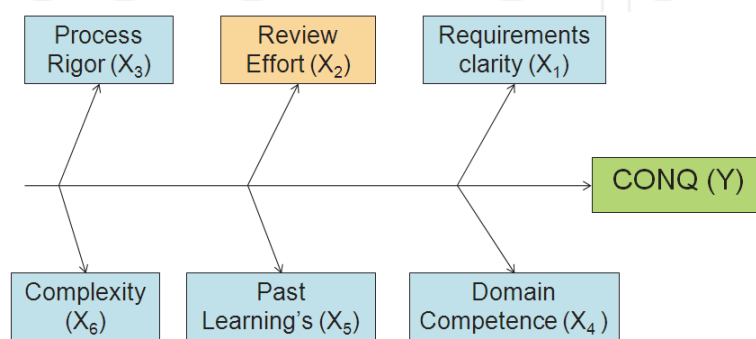 Process
Rigor (X₃)
Review
Effort (X₂)
Requirements
clarity (X₁)
CONQ (Y)
Complexity
(X₆)
Past
Learning's (X₅)
Domain
Competence (X₄ )